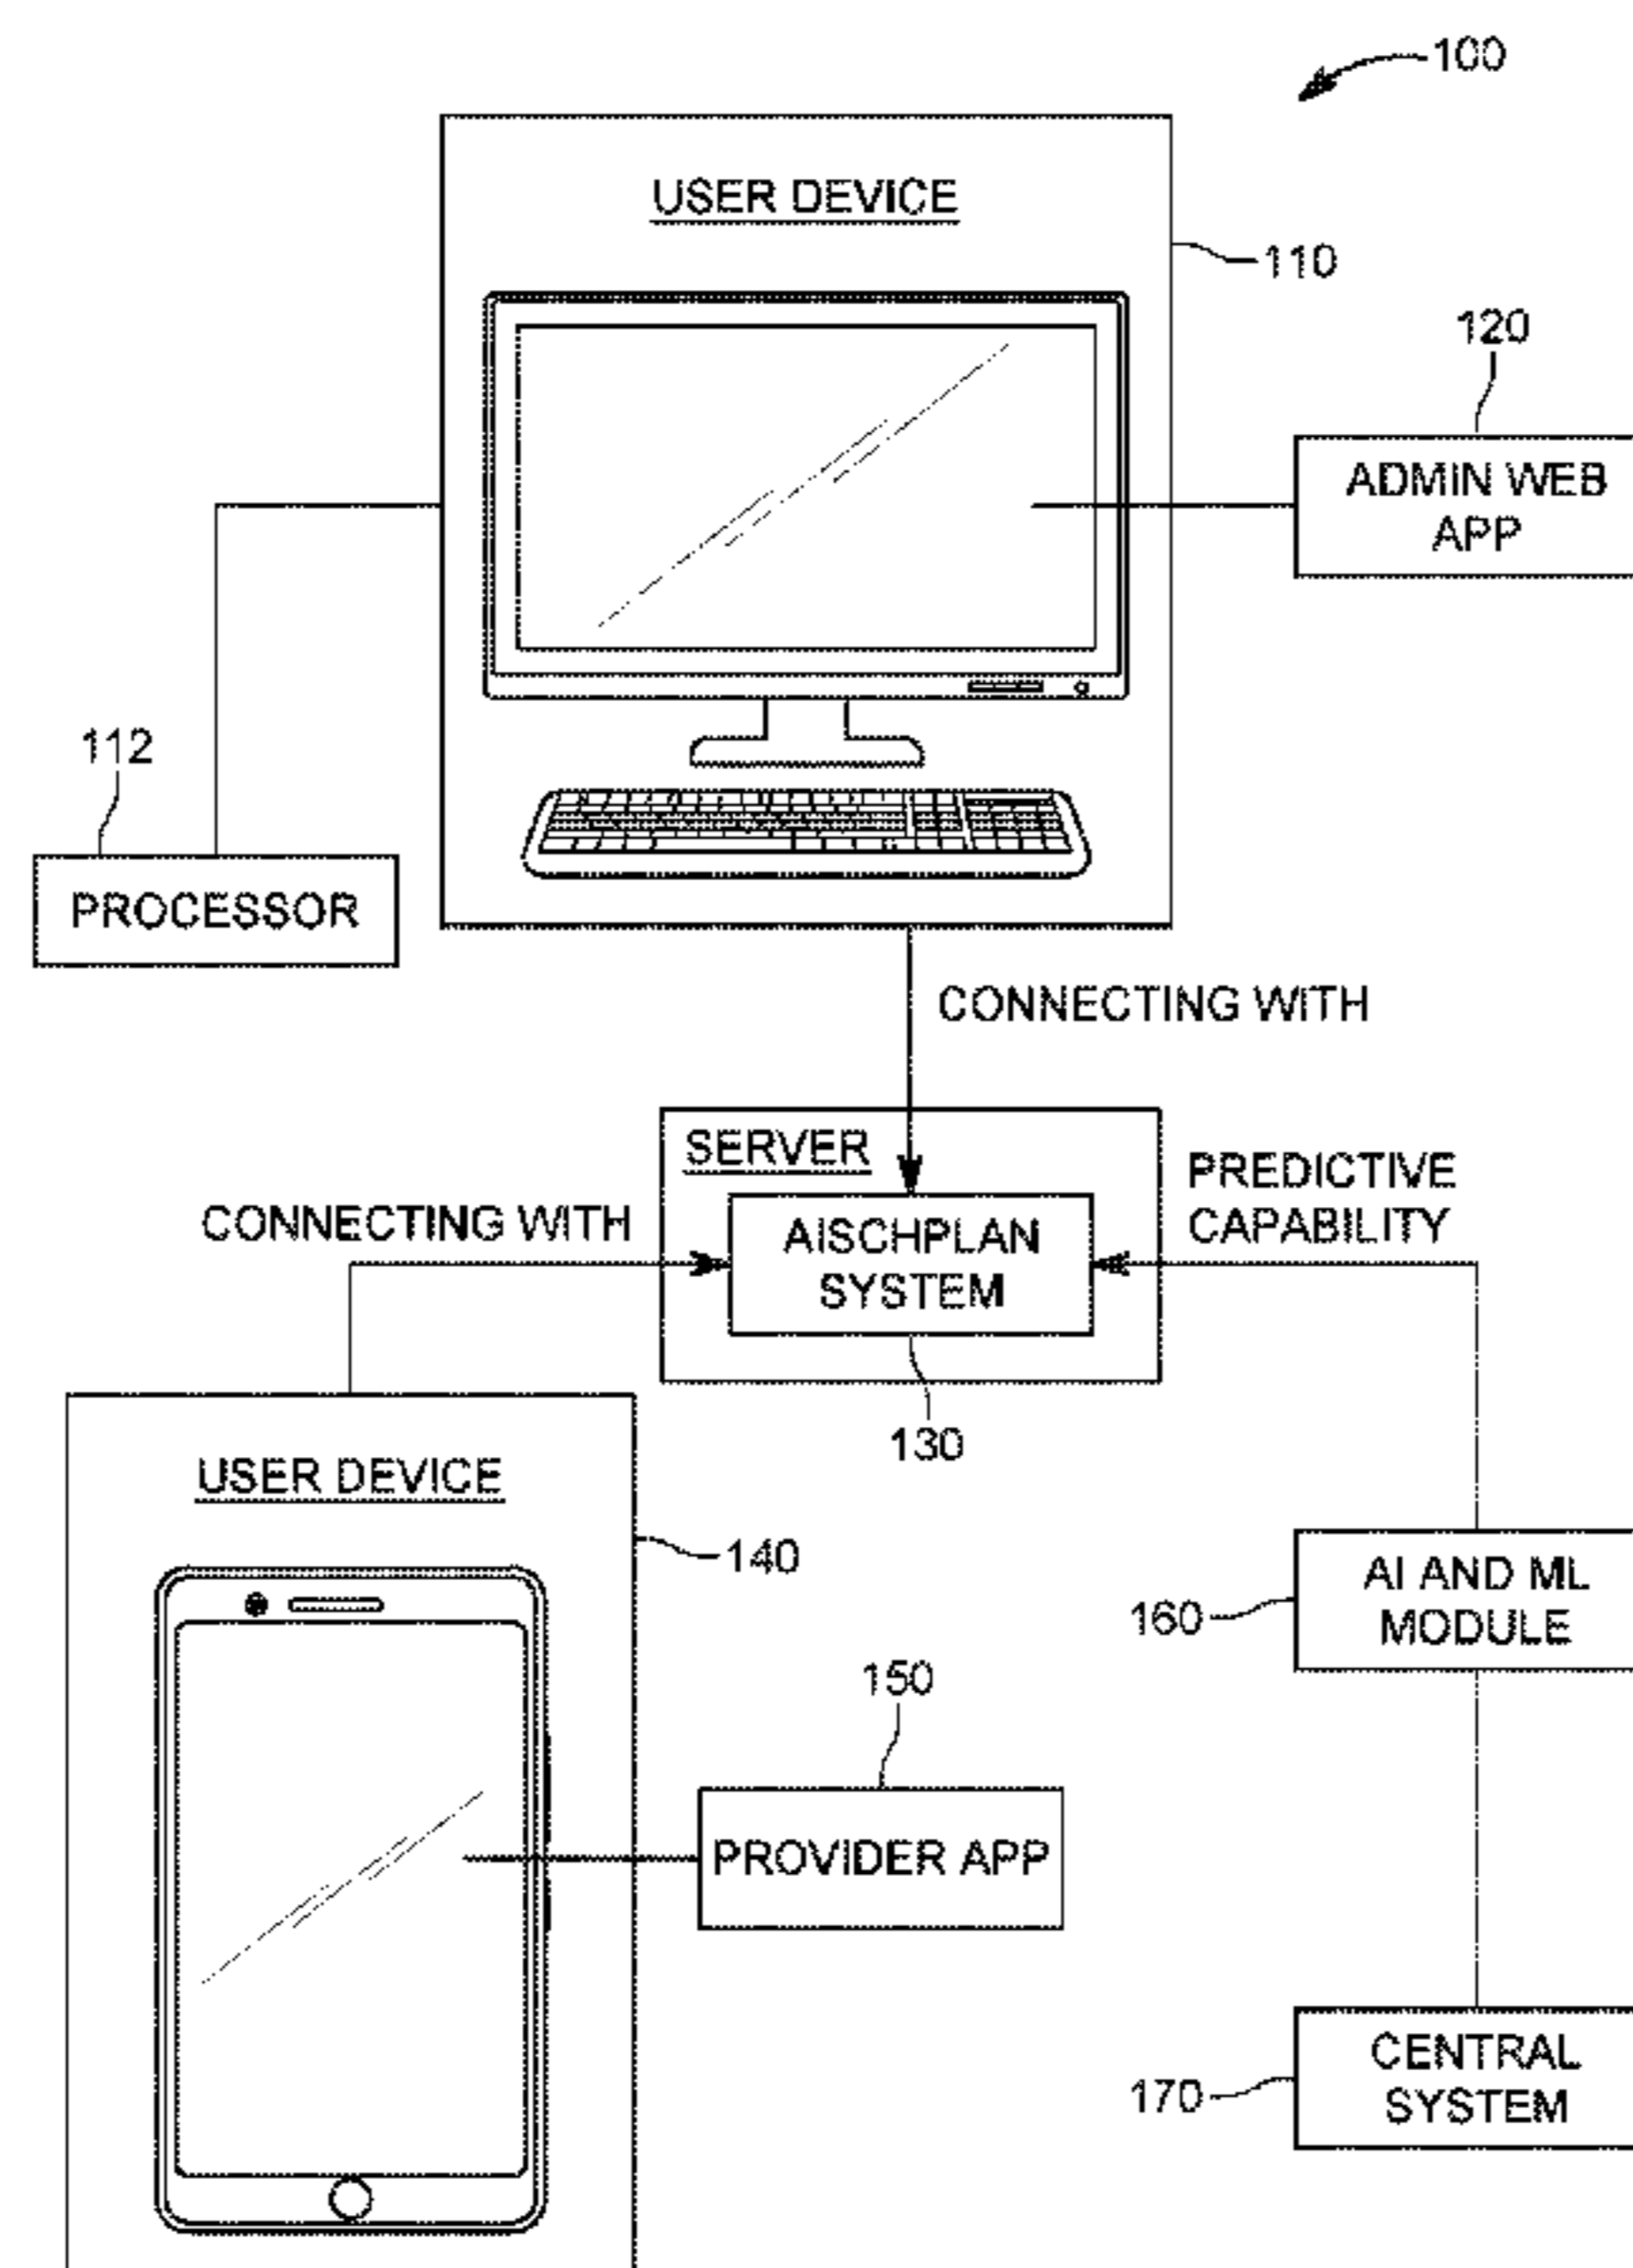 100
USER DEVICE
110
120
ADMIN WEB
APP
112
PROCESSOR
CONNECTING WITH
SERVER
PREDICTIVE
CAPABILITY
CONNECTING WITH
AISCHPLAN
SYSTEM
130
USER DEVICE
140
AI AND ML
MODULE
160
150
PROVIDER APP
CENTRAL
SYSTEM
170